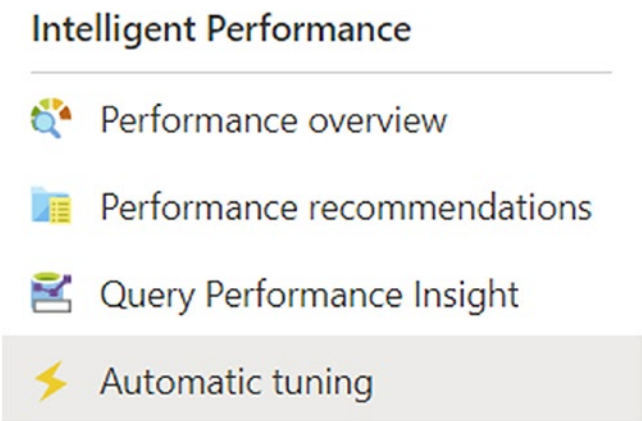 Intelligent Performance
Performance overview
Performance recommendations
Query Performance Insight
Automatic tuning